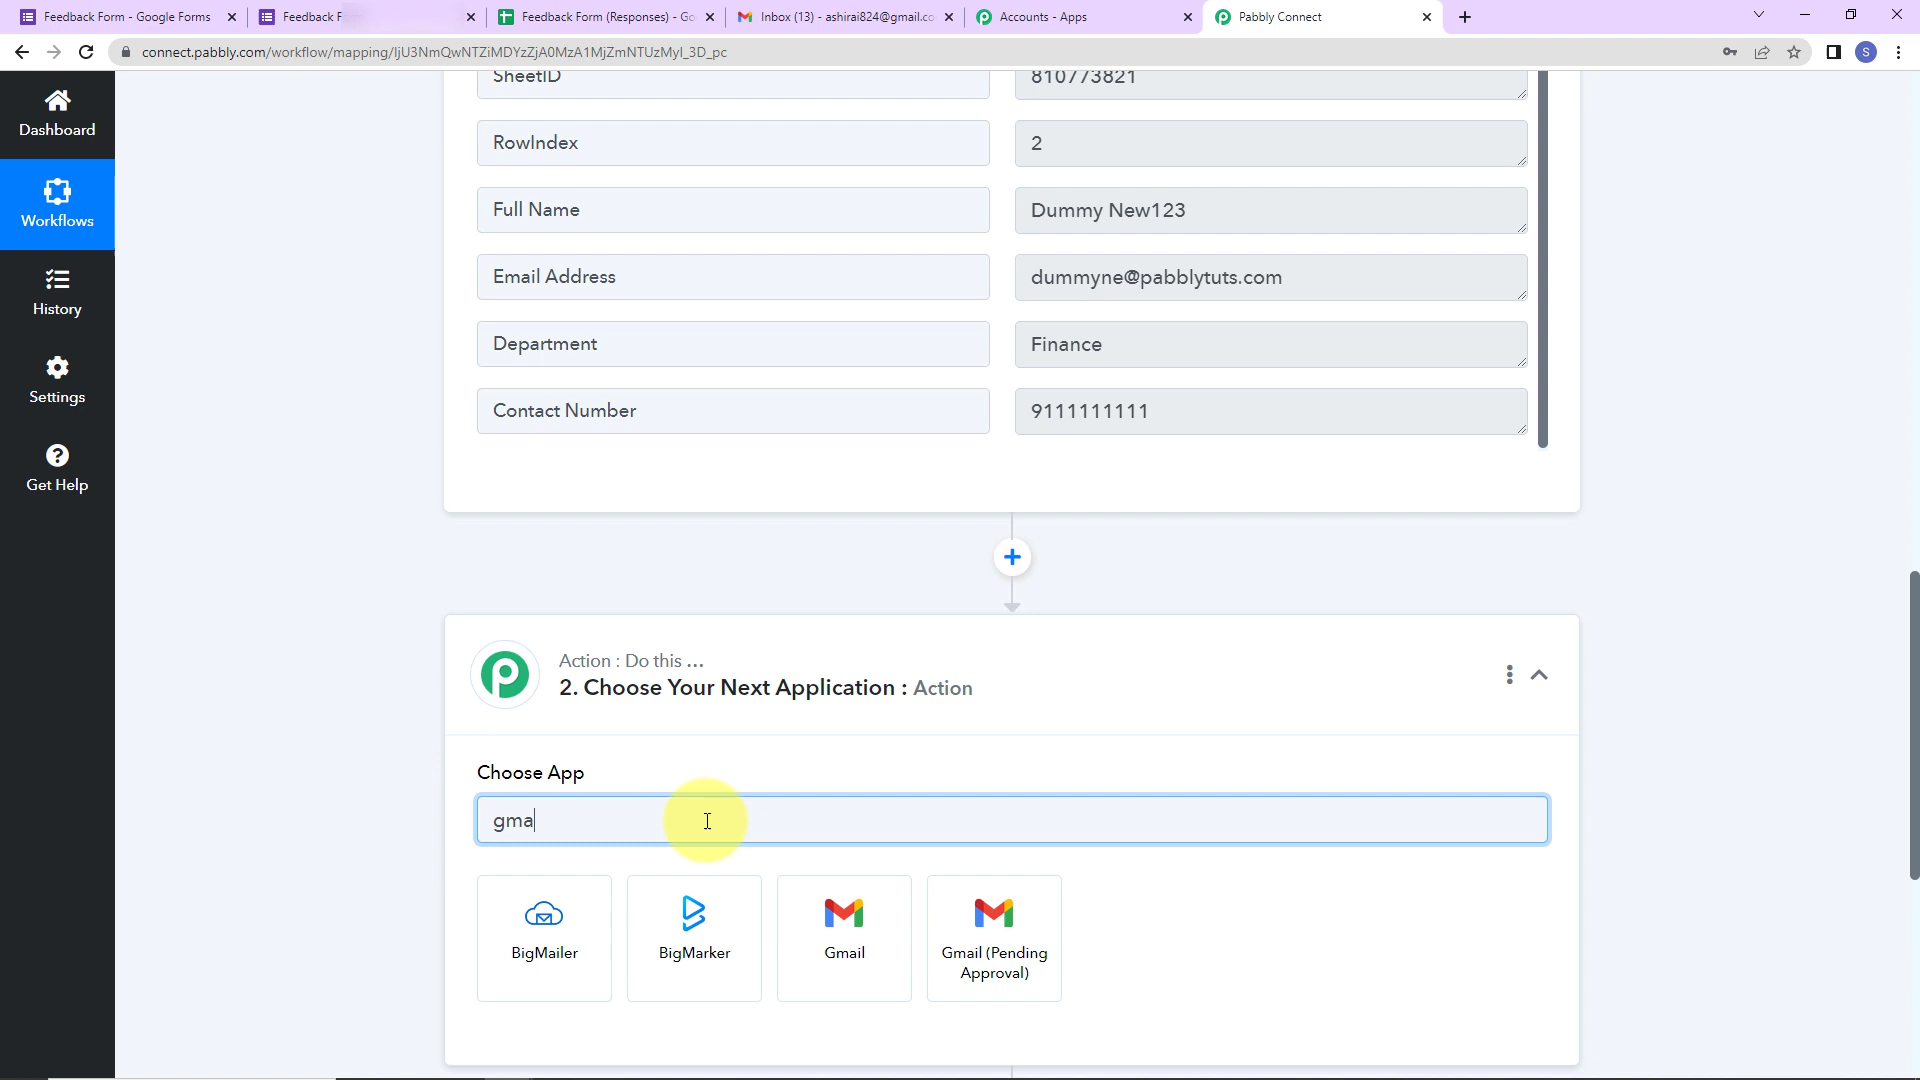 Feedback Form - Google Forms
Feedback F
Feedback Form (Responses) - Go
Inbox (13) - ashirai824@gmail.co
Accounts - Apps
Pabbly Connect
connect.pabbly.com/workflow/mapping/IjU3NmQwNTZiMDYzZjA0MzA1MjZmNTUzMyI_3D_pc
S
Dashboard
Workflows
History
Settings
Get Help
SheetID
810773821
RowIndex
2
Full Name
Dummy New123
Email Address
dummyne@pabblytuts.com
Department
Finance
Contact Number
9111111111
Action : Do this ...
2. Choose Your Next Application : Action
Choose App
gma
BigMailer
BigMarker
Gmail
Gmail (Pending
Approval)